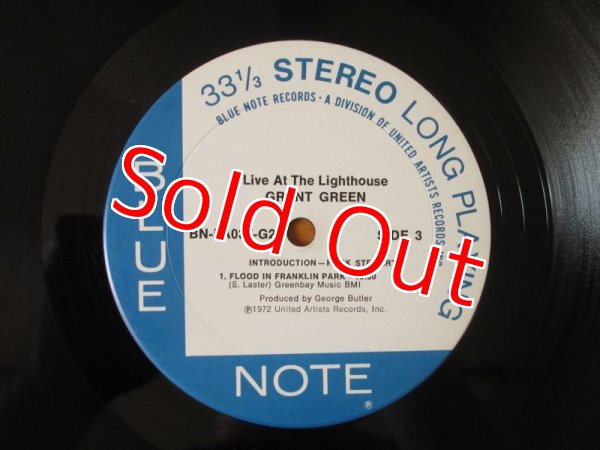 33⅓ STEREO LONG PLAYING
BLUE NOTE RECORDS • A DIVISION OF UNITED ARTISTS RECORDS, INC.
BLUE
NOTE
®
Live At The Lighthouse
GRANT GREEN
SIDE 3
INTRODUCTION—
1. FLOOD IN FRANKLIN PARK
(S. Laster) Greenbay Music BMI
Produced by George Butler
℗1972 United Artists Records, Inc.
Sold Out